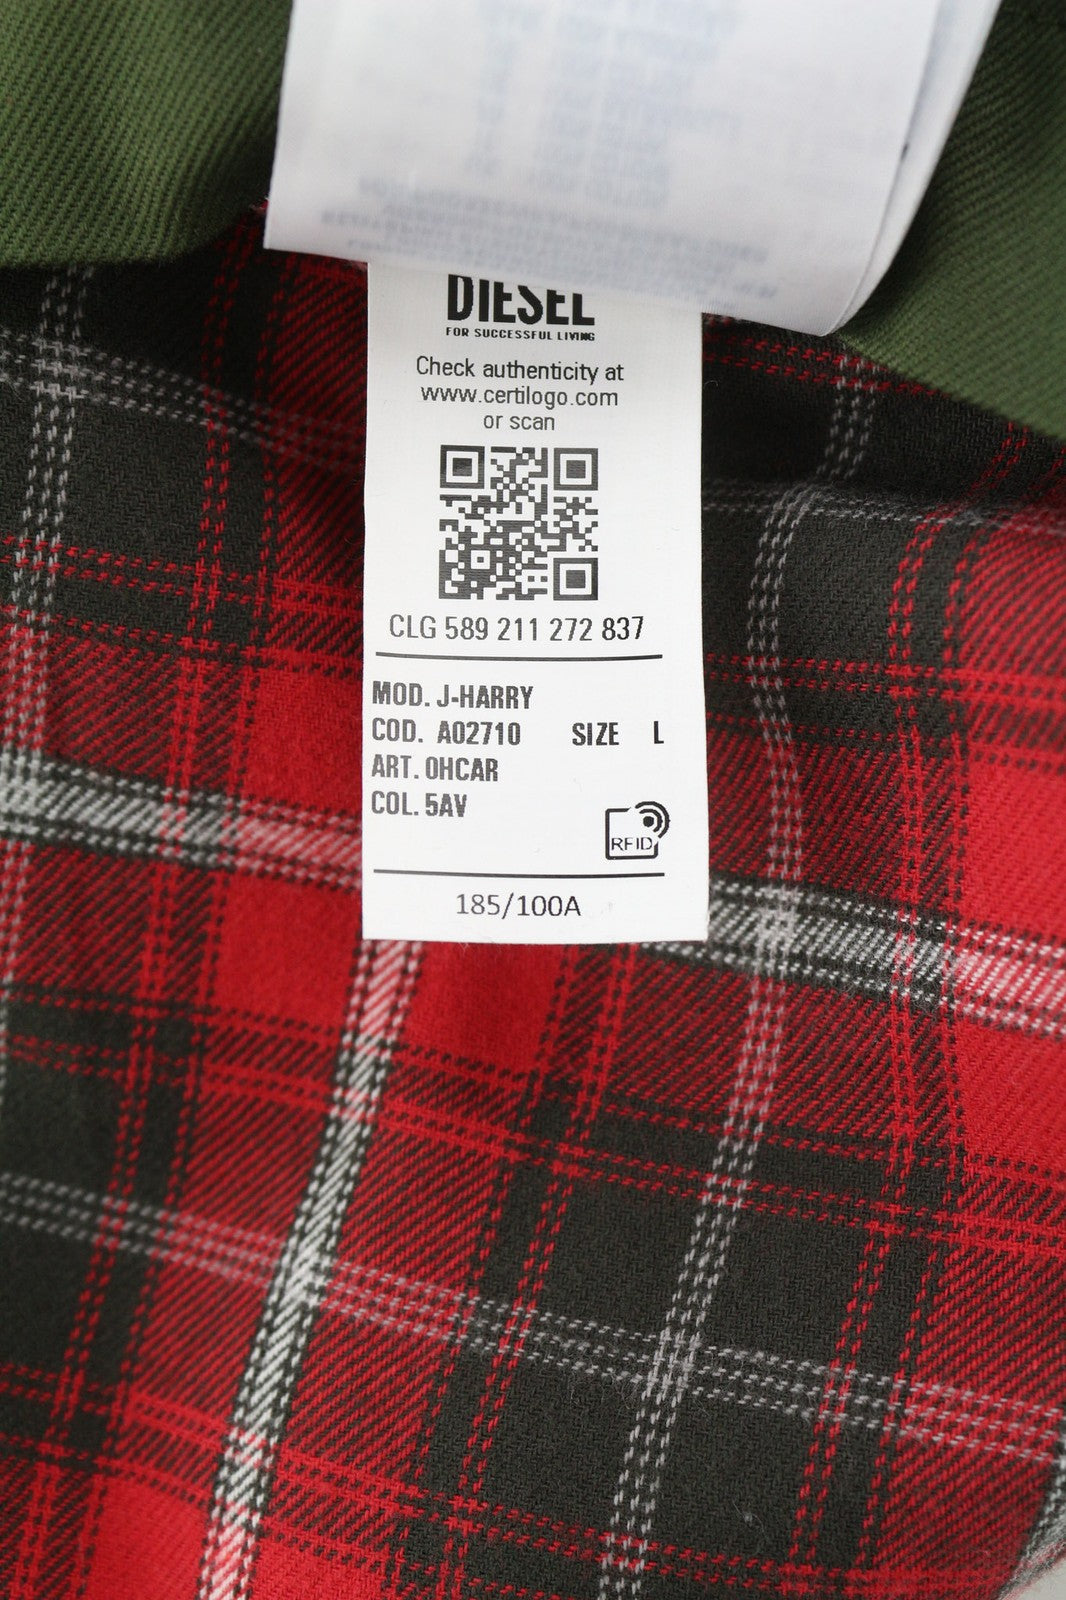 DIESEL
FOR SUCCESSFUL LIVING
Check authenticity at
www.certilogo.com
or scan
CLG 589 211 272 837
MOD. J-HARRY
COD. A02710 SIZE L
ART. 0HCAR
COL. 5AV
RFID
185/100A